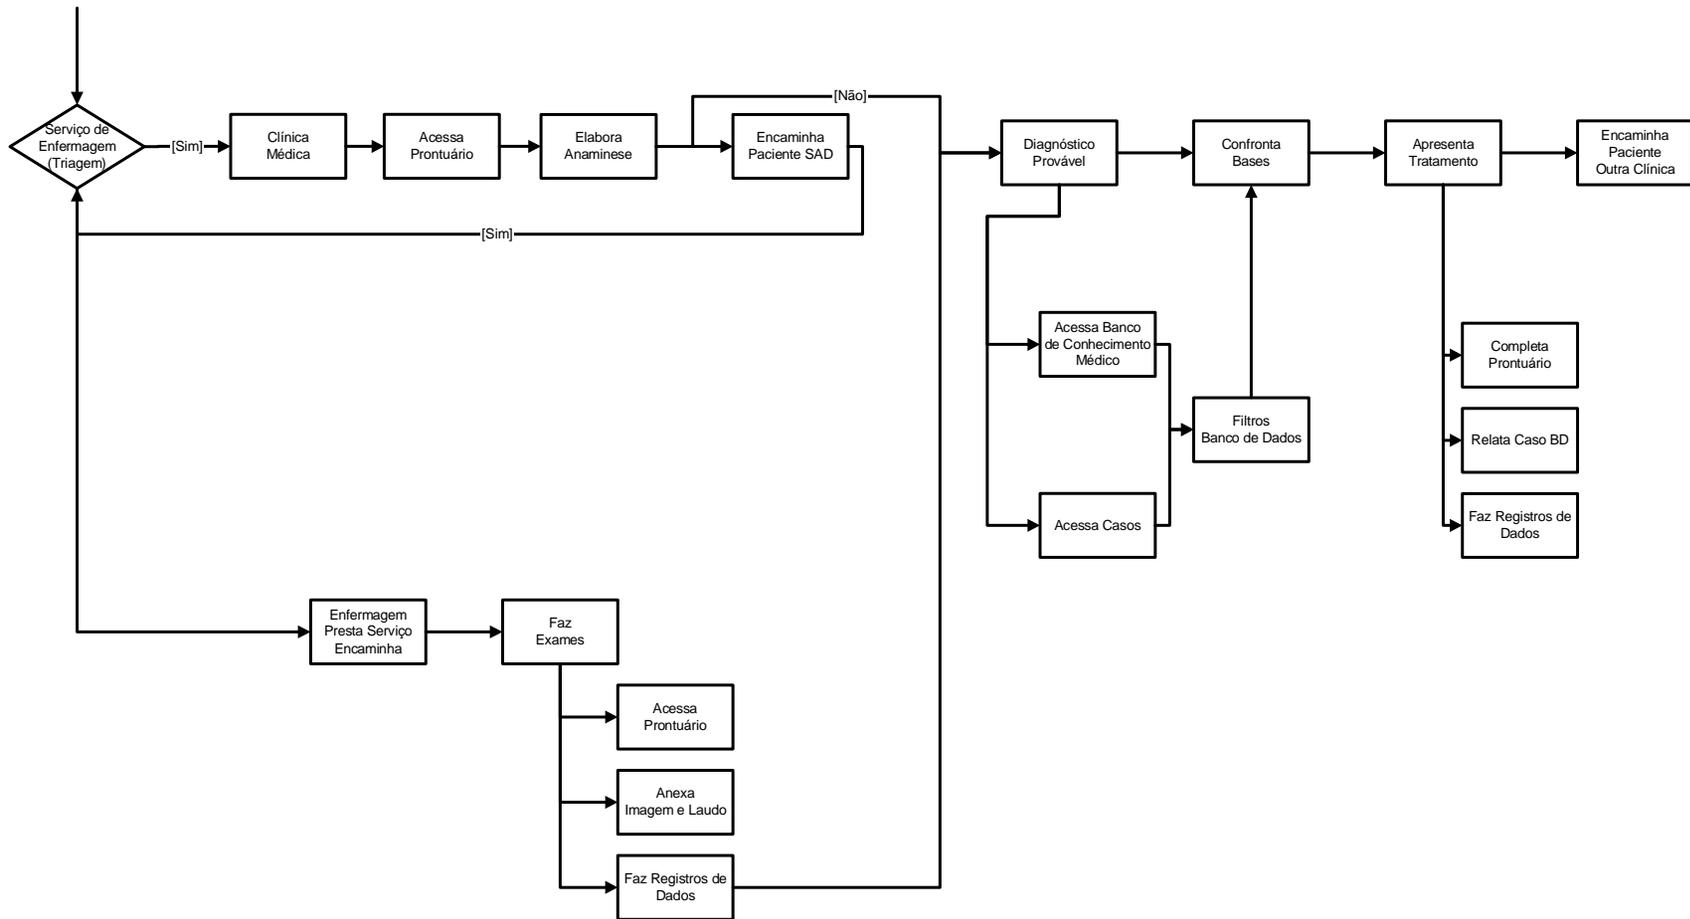 [Não]
Serviço de
Enfermagem
(Triagem)
[Sim]
Clínica
Médica
Acessa
Prontuário
Elabora
Anaminese
Encaminha
Paciente SAD
Diagnóstico
Provável
Confronta
Bases
Apresenta
Tratamento
Encaminha
Paciente
Outra Clínica
[Sim]
Acessa Banco
de Conhecimento
Médico
Filtros
Banco de Dados
Acessa Casos
Completa
Prontuário
Relata Caso BD
Faz Registros de
Dados
Enfermagem
Presta Serviço
Encaminha
Faz
Exames
Acessa
Prontuário
Anexa
Imagem e Laudo
Faz Registros de
Dados